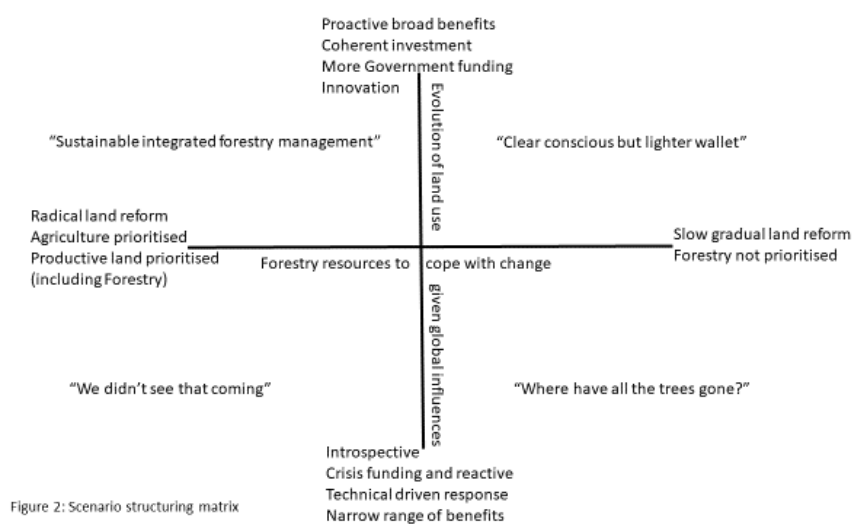 Proactive broad benefits
Coherent investment
More Government funding
Innovation
Evolution of land use
"Sustainable integrated forestry management"
"Clear conscious but lighter wallet"
Radical land reform
Agriculture prioritised
Productive land prioritised
(including Forestry)
Slow gradual land reform
Forestry not prioritised
Forestry resources to cope with change
given global influences
"We didn't see that coming"
"Where have all the trees gone?"
Introspective
Crisis funding and reactive
Technical driven response
Narrow range of benefits
Figure 2: Scenario structuring matrix